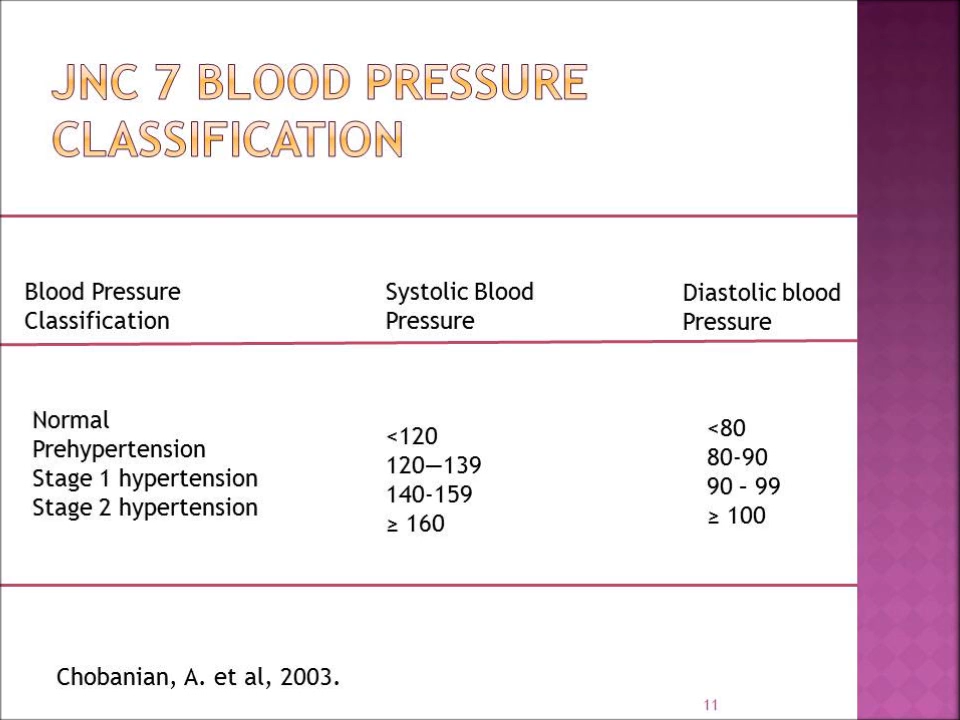 JNC 7 BLOOD PRESSURE
CLASSIFICATION
Blood Pressure
Classification
Systolic Blood
Pressure
Diastolic blood
Pressure
Normal
Prehypertension
Stage 1 hypertension
Stage 2 hypertension
<120
120—139
140-159
≥ 160
<80
80-90
90 – 99
≥ 100
Chobanian, A. et al, 2003.
11